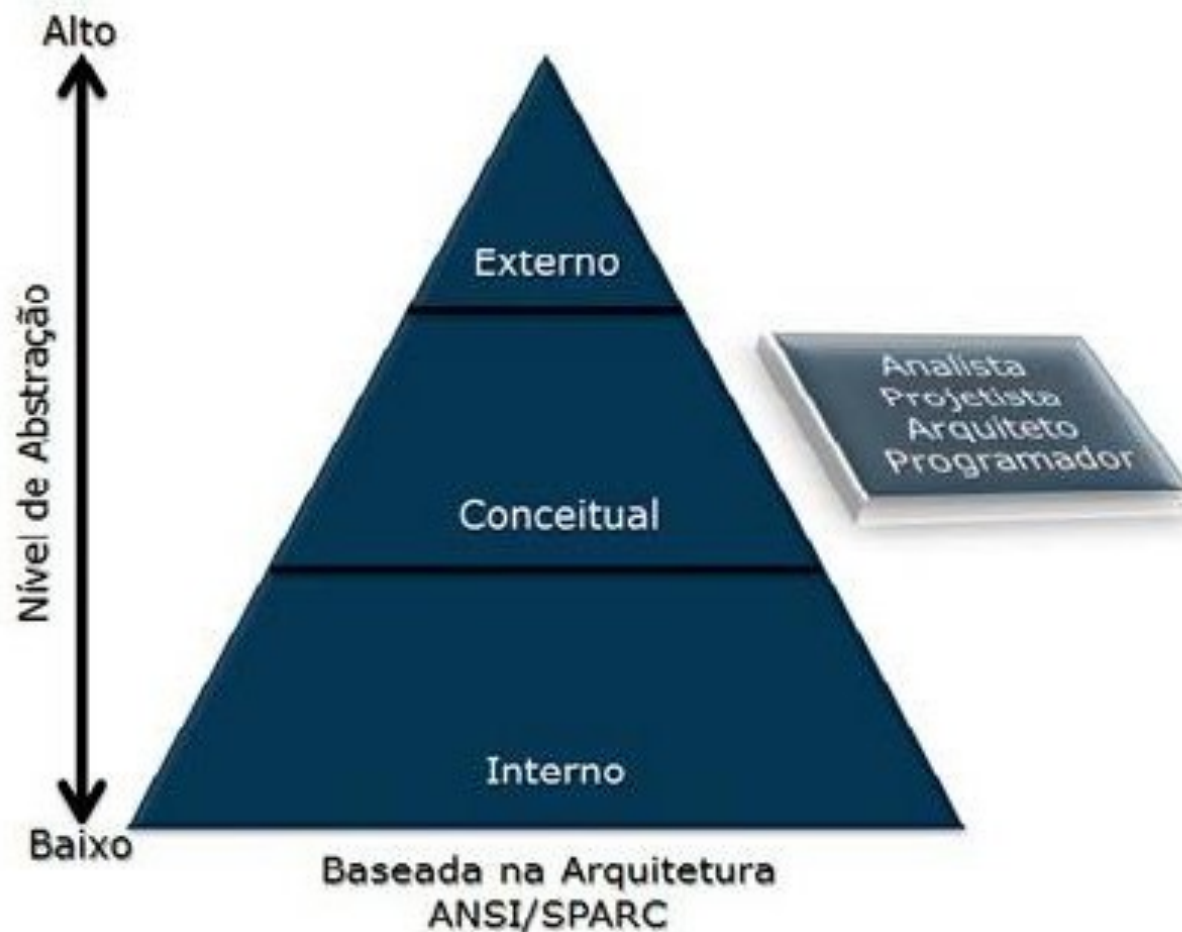 Alto
Nível de Abstração
Externo
Analista
Projetista
Arquiteto
Programador
Conceitual
Interno
Baixo
Baseada na Arquitetura
ANSI/SPARC